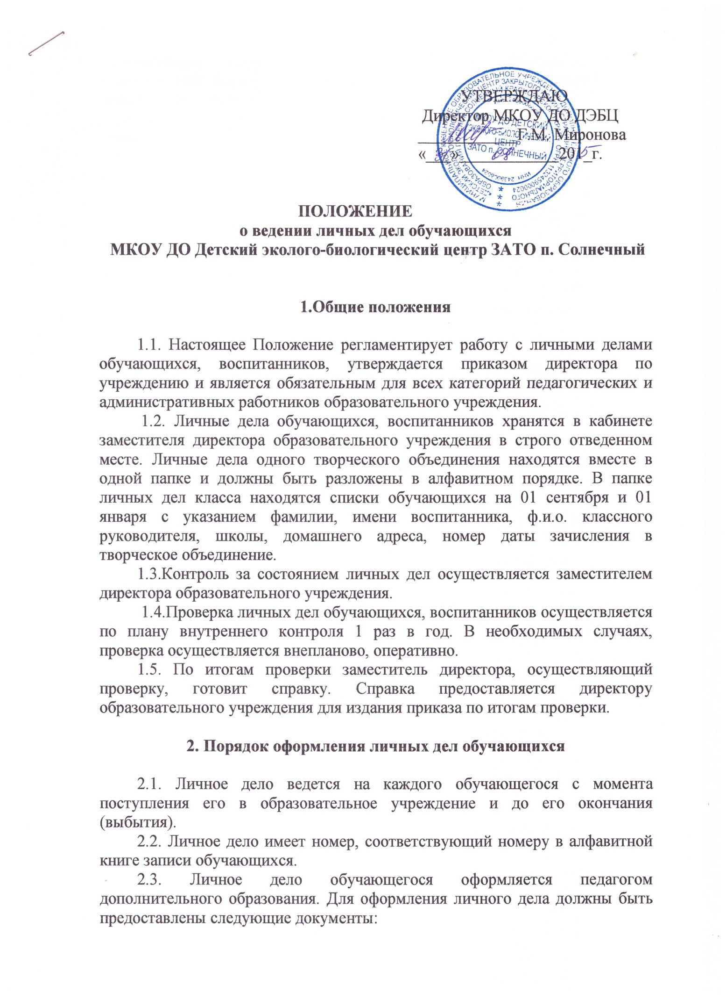 УТВЕРЖДАЮ
Директор МКОУ ДО ДЭБЦ
____________ Г.М. Миронова
«31» 08 2015 г.
МКОУ ДО ДЕТСКИЙ
ЭКОЛОГО-БИОЛОГИЧЕСКИЙ
ЦЕНТР
ЗАТО п. СОЛНЕЧНЫЙ
ПОЛОЖЕНИЕ
о ведении личных дел обучающихся
МКОУ ДО Детский эколого-биологический центр ЗАТО п. Солнечный
1.Общие положения
1.1. Настоящее Положение регламентирует работу с личными делами
обучающихся, воспитанников, утверждается приказом директора по
учреждению и является обязательным для всех категорий педагогических и
административных работников образовательного учреждения.
1.2. Личные дела обучающихся, воспитанников хранятся в кабинете
заместителя директора образовательного учреждения в строго отведенном
месте. Личные дела одного творческого объединения находятся вместе в
одной папке и должны быть разложены в алфавитном порядке. В папке
личных дел класса находятся списки обучающихся на 01 сентября и 01
января с указанием фамилии, имени воспитанника, ф.и.о. классного
руководителя, школы, домашнего адреса, номер даты зачисления в
творческое объединение.
1.3.Контроль за состоянием личных дел осуществляется заместителем
директора образовательного учреждения.
1.4.Проверка личных дел обучающихся, воспитанников осуществляется
по плану внутреннего контроля 1 раз в год. В необходимых случаях,
проверка осуществляется внепланово, оперативно.
1.5. По итогам проверки заместитель директора, осуществляющий
проверку, готовит справку. Справка предоставляется директору
образовательного учреждения для издания приказа по итогам проверки.
2. Порядок оформления личных дел обучающихся
2.1. Личное дело ведется на каждого обучающегося с момента
поступления его в образовательное учреждение и до его окончания
(выбытия).
2.2. Личное дело имеет номер, соответствующий номеру в алфавитной
книге записи обучающихся.
2.3. Личное дело обучающегося оформляется педагогом
дополнительного образования. Для оформления личного дела должны быть
предоставлены следующие документы: